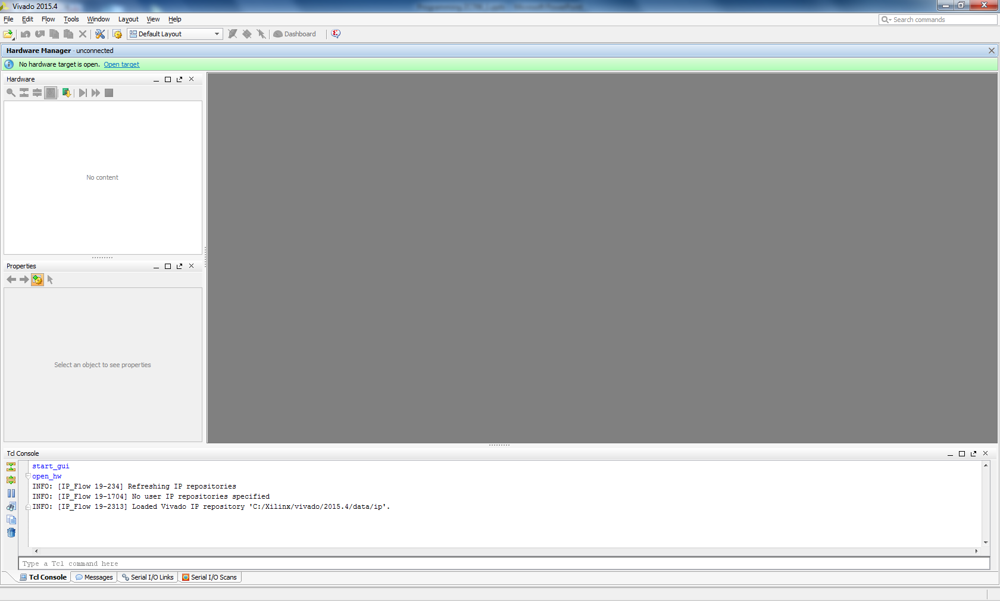 Vivado 2015.4
File Edit Flow Tools Window Layout View Help
Search commands
Default Layout
Dashboard
Hardware Manager - unconnected
No hardware target is open. Open target
Hardware
No content
Properties
Select an object to see properties
Tcl Console
start_gui
open_hw
INFO: [IP_Flow 19-234] Refreshing IP repositories
INFO: [IP_Flow 19-1704] No user IP repositories specified
INFO: [IP_Flow 19-2313] Loaded Vivado IP repository 'C:/Xilinx/vivado/2015.4/data/ip'.
Type a Tcl command here
Tcl Console Messages Serial I/O Links Serial I/O Scans